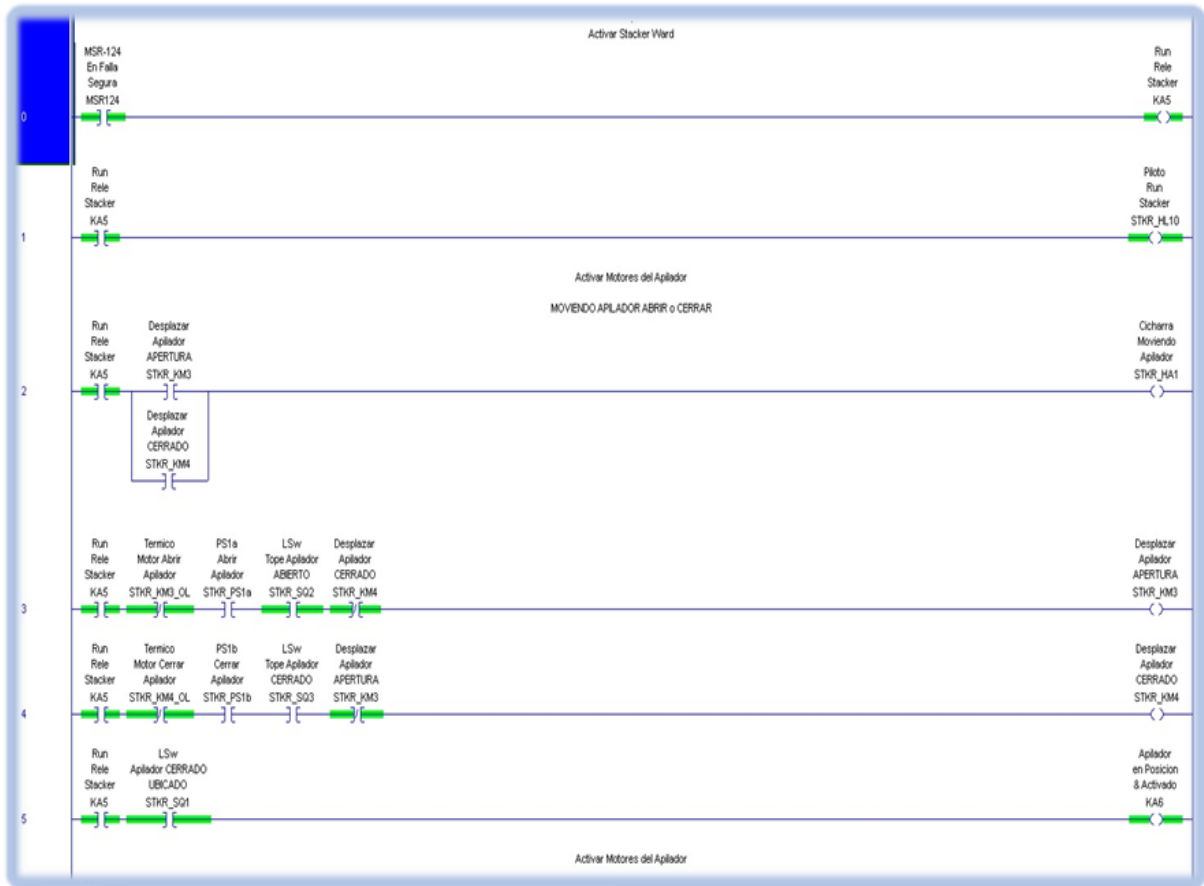 Activar Stacker Ward
MSR-124
En Falla
Segura
MSR124
Run
Rele
Stacker
KA5
0
Run
Rele
Stacker
KA5
Piloto
Run
Stacker
STKR_HL10
1
Activar Motores del Apilador
MOVIENDO APILADOR ABRIR o CERRAR
Run
Rele
Stacker
KA5
Desplazar
Apilador
APERTURA
STKR_KM3
Cicharra
Moviendo
Apilador
STKR_HA1
2
Desplazar
Apilador
CERRADO
STKR_KM4
Run
Rele
Stacker
KA5
Termico
Motor Abrir
Apilador
STKR_KM3_OL
PS1a
Abrir
Apilador
STKR_PS1a
LSw
Tope Apilador
ABIERTO
STKR_SQ2
Desplazar
Apilador
CERRADO
STKR_KM4
Desplazar
Apilador
APERTURA
STKR_KM3
3
Run
Rele
Stacker
KA5
Termico
Motor Cerrar
Apilador
STKR_KM4_OL
PS1b
Cerrar
Apilador
STKR_PS1b
LSw
Tope Apilador
CERRADO
STKR_SQ3
Desplazar
Apilador
APERTURA
STKR_KM3
Desplazar
Apilador
CERRADO
STKR_KM4
4
Run
Rele
Stacker
KA5
LSw
Apilador CERRADO
UBICADO
STKR_SQ1
Apilador
en Posicion
& Activado
KA6
5
Activar Motores del Apilador